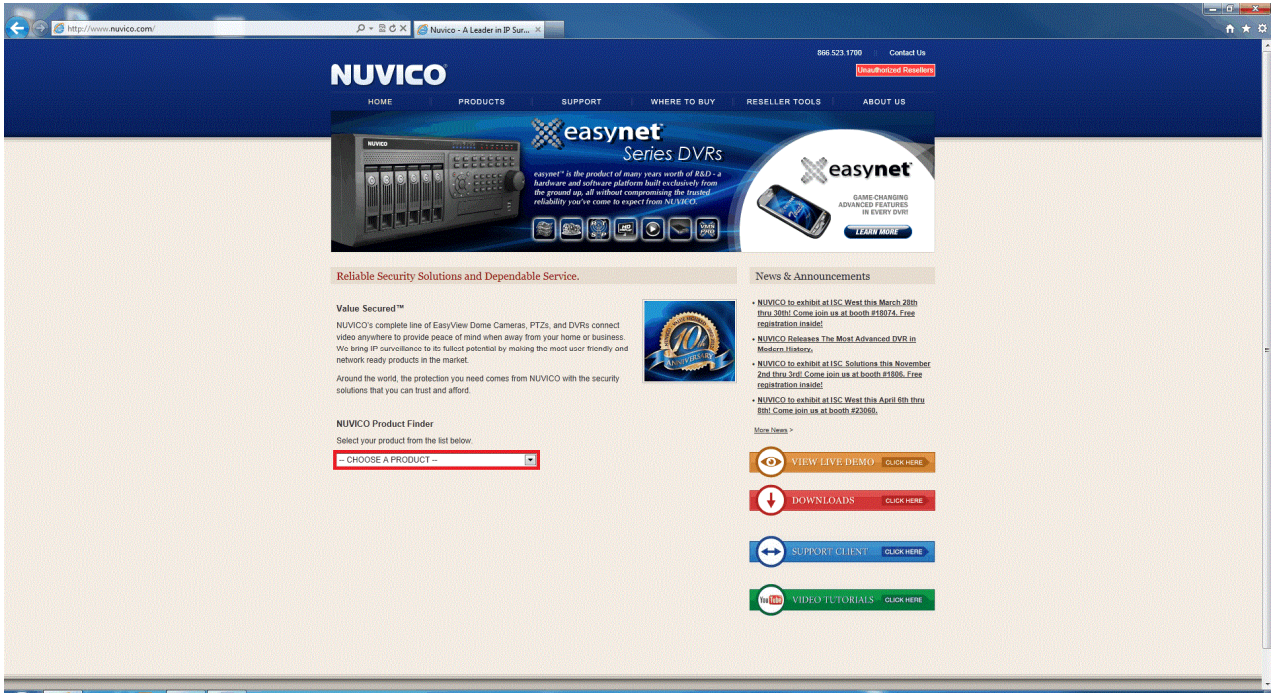 http://www.nuvico.com/
Nuvico - A Leader in IP Sur...
866.523.1700
Contact Us
Unauthorized Resellers
NUVICO
HOME
PRODUCTS
SUPPORT
WHERE TO BUY
RESELLER TOOLS
ABOUT US
NUVICO
easynet
Series DVRs
easynet™ is the product of many years worth of R&D - a
hardware and software platform built exclusively from
the ground up, all without compromising the trusted
reliability you've come to expect from NUVICO.
HD
VMS
PRO
easynet
GAME-CHANGING
ADVANCED FEATURES
IN EVERY DVR!
LEARN MORE
Reliable Security Solutions and Dependable Service.
Value Secured™
NUVICO's complete line of EasyView Dome Cameras, PTZs, and DVRs connect
video anywhere to provide peace of mind when away from your home or business.
We bring IP surveillance to its fullest potential by making the most user friendly and
network ready products in the market.
Around the world, the protection you need comes from NUVICO with the security
solutions that you can trust and afford.
10th
ANNIVERSARY
NUVICO Product Finder
Select your product from the list below.
-- CHOOSE A PRODUCT --
News & Announcements
• NUVICO to exhibit at ISC West this March 28th
thru 30th! Come join us at booth #18074. Free
registration inside!
• NUVICO Releases The Most Advanced DVR in
Modern History.
• NUVICO to exhibit at ISC Solutions this November
2nd thru 3rd! Come join us at booth #1806. Free
registration inside!
• NUVICO to exhibit at ISC West this April 6th thru
8th! Come join us at booth #23060.
More News >
VIEW LIVE DEMO CLICK HERE
DOWNLOADS CLICK HERE
SUPPORT CLIENT CLICK HERE
YouTube VIDEO TUTORIALS CLICK HERE